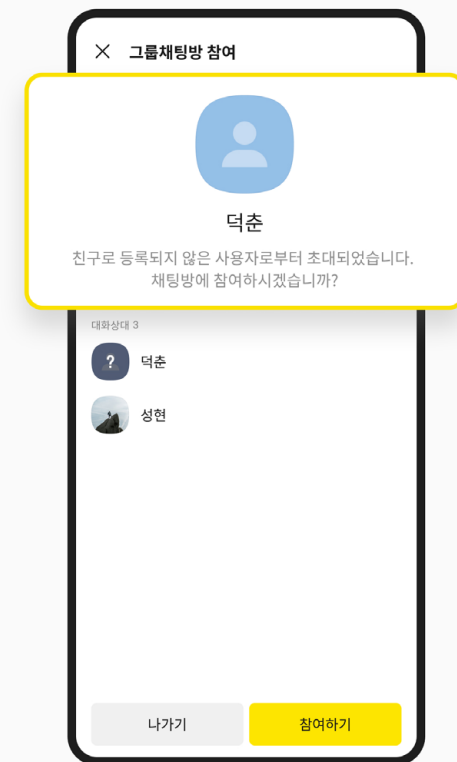 그룹채팅방 참여
덕춘
친구로 등록되지 않은 사용자로부터 초대되었습니다.
채팅방에 참여하시겠습니까?
대화상대 3
?
덕춘
성현
나가기
참여하기